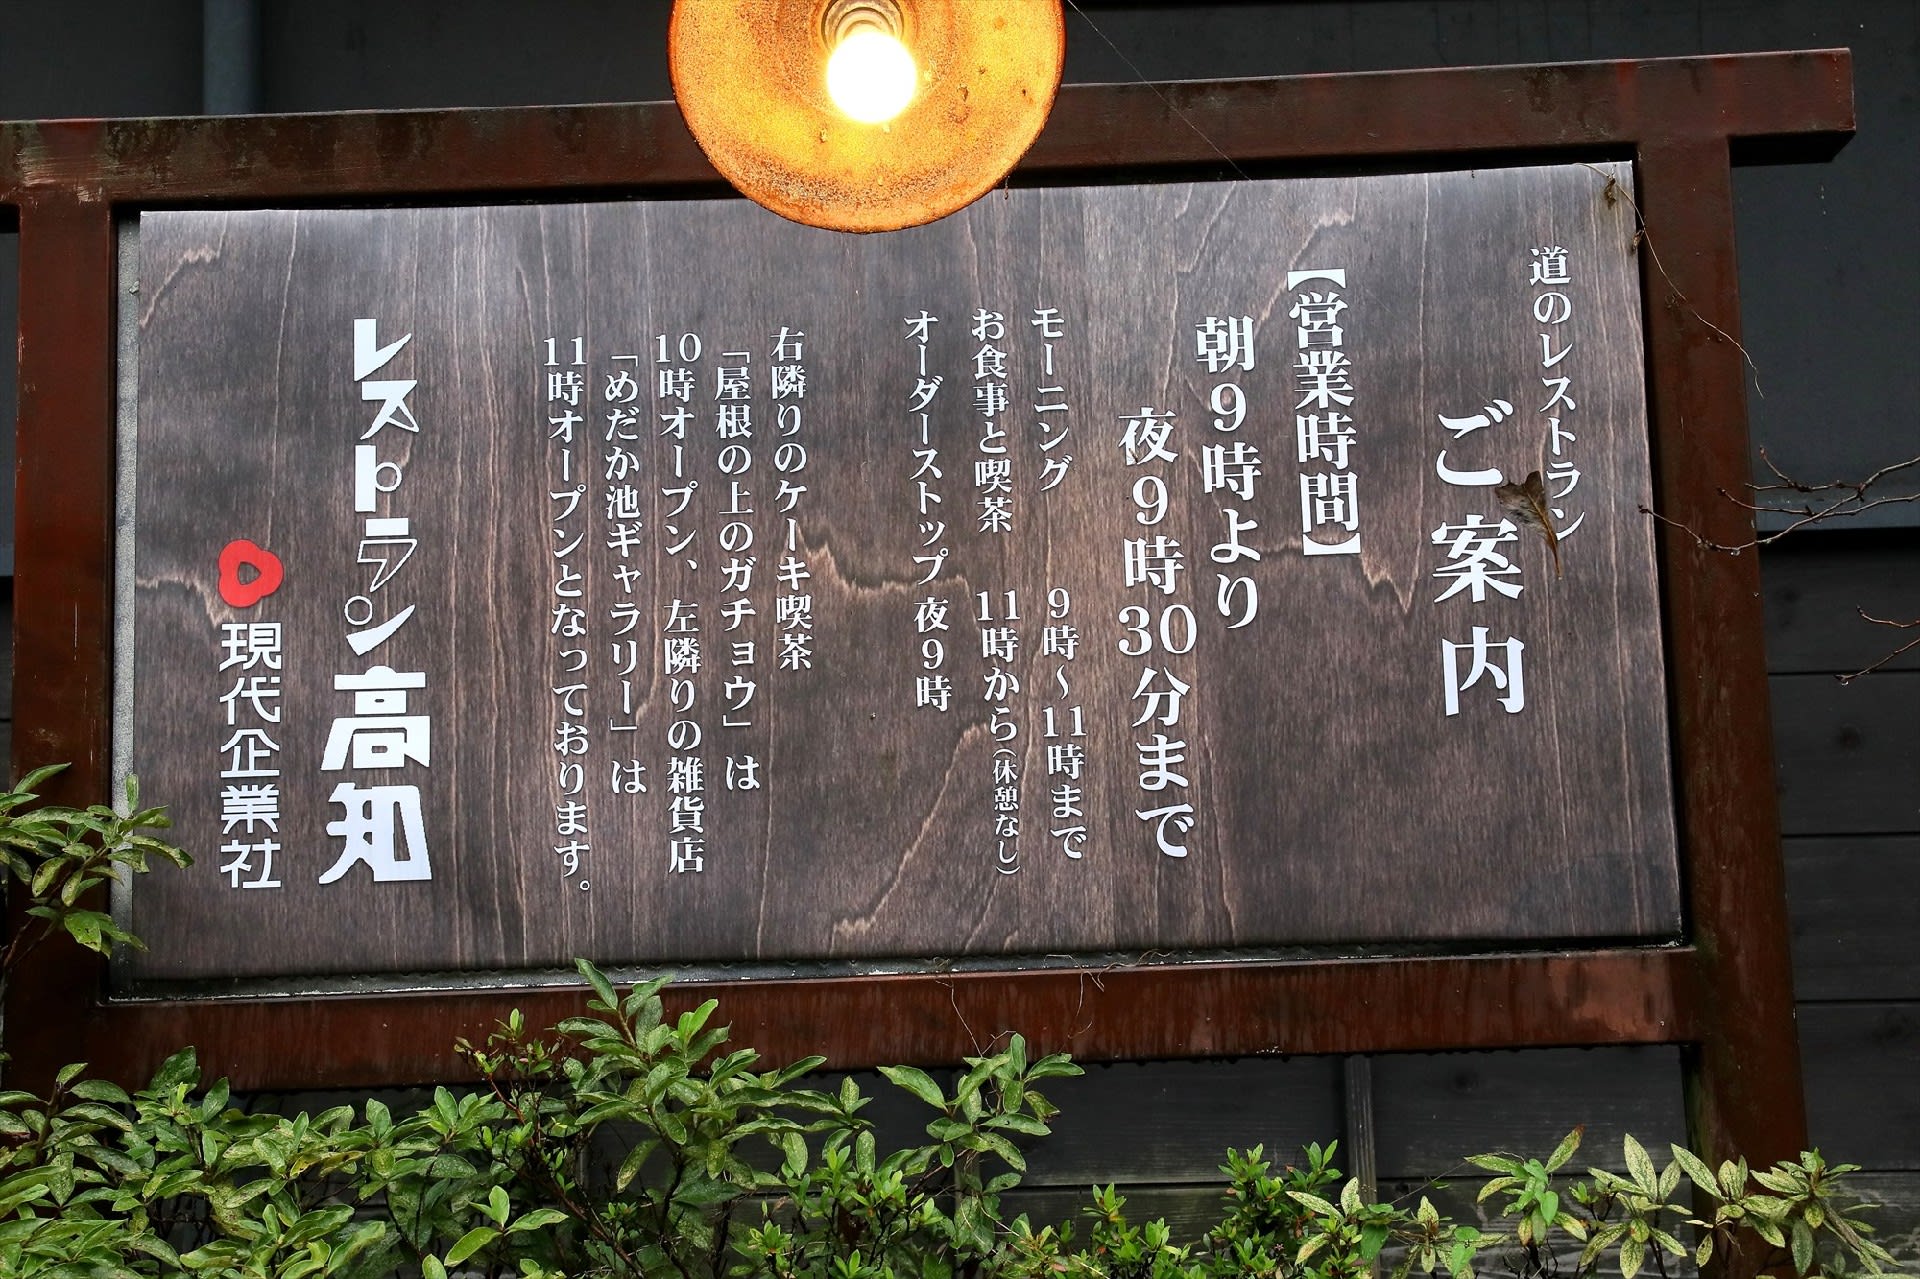 道のレストラン
ご案内
【営業時間】
朝9時より
夜9時30分まで
モーニング 9時〜11時まで
お食事と喫茶 11時から(休憩なし)
オーダーストップ 夜9時
右隣りのケーキ喫茶
「屋根の上のガチョウ」は
10時オープン、左隣りの雑貨店
「めだか池ギャラリー」は
11時オープンとなっております。
レストラン高知
現代企業社